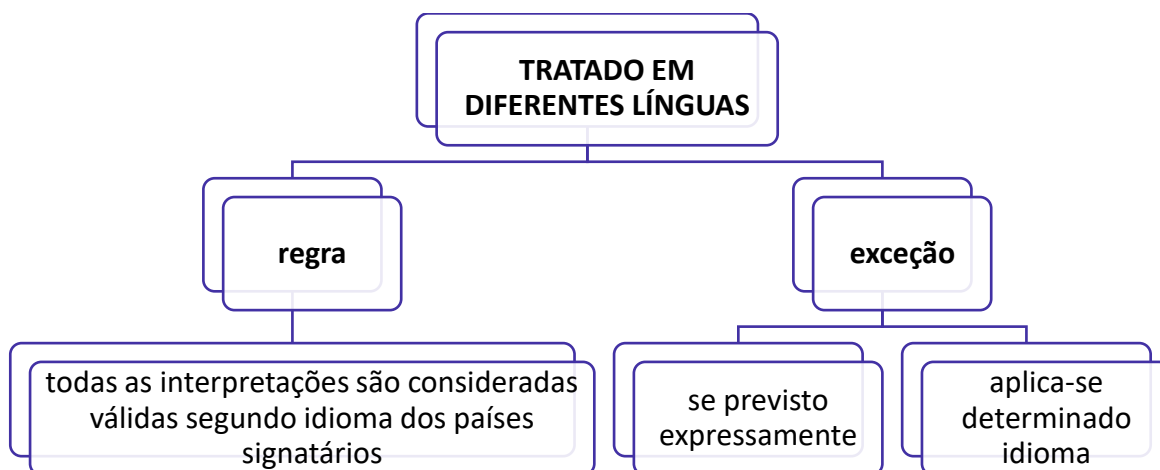 TRATADO EM
DIFERENTES LÍNGUAS
regra
exceção
todas as interpretações são consideradas
válidas segundo idioma dos países
signatários
se previsto
expressamente
aplica-se
determinado
idioma